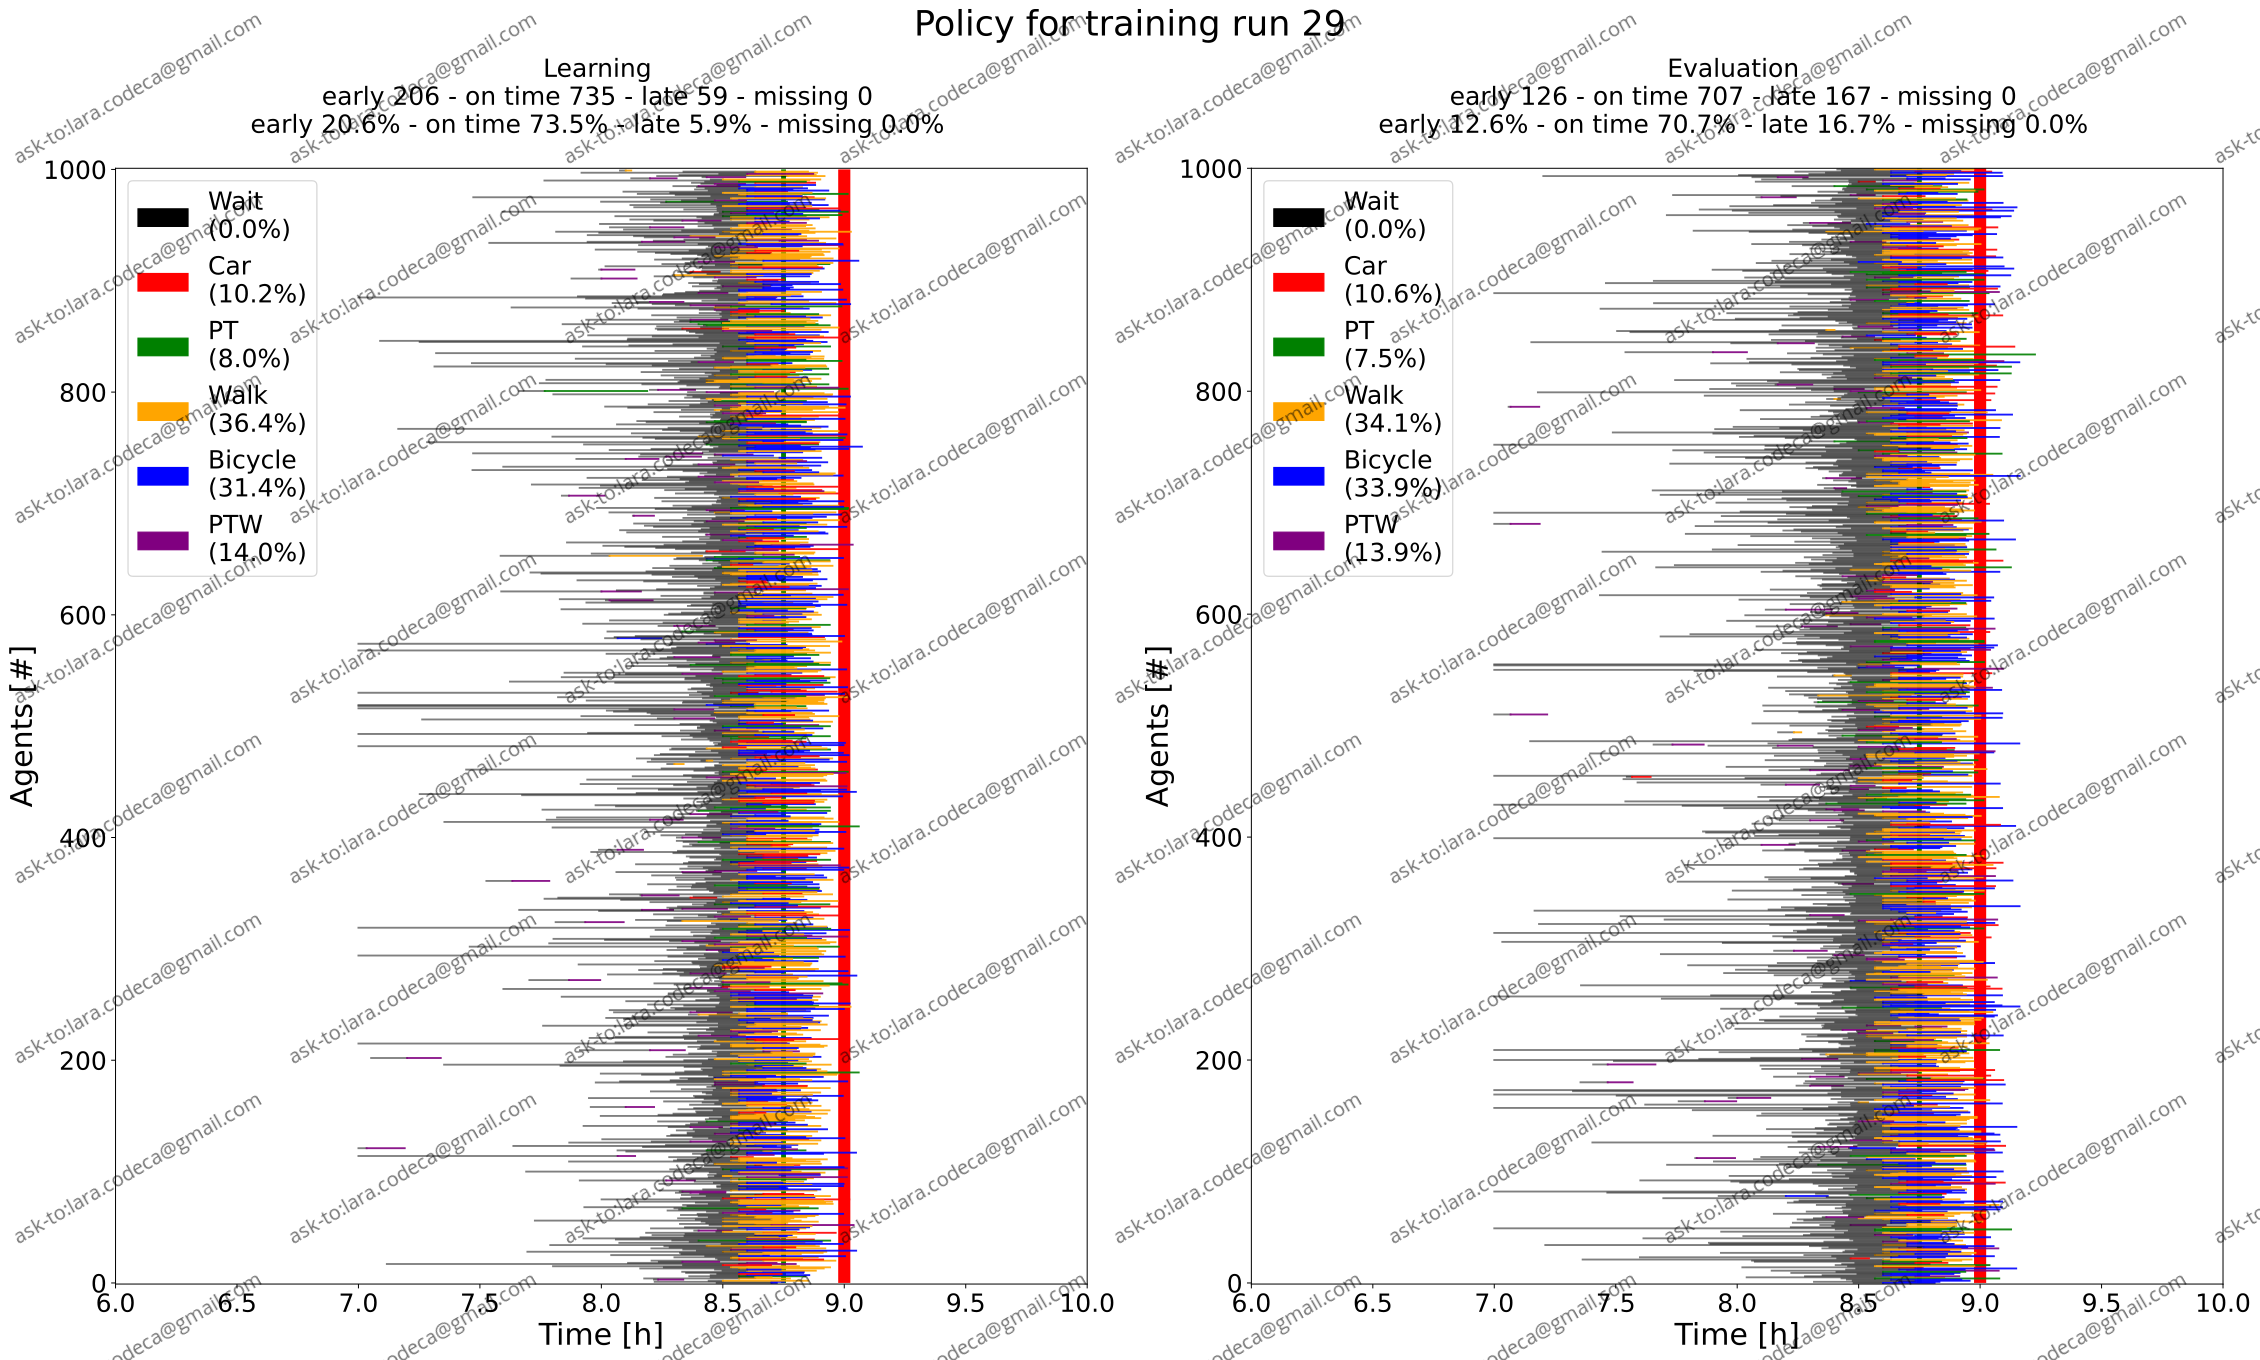 Policy for training run 29
Learning
early 206 - on time 735 - late 59 - missing 0
early 20.6% - on time 73.5% - late 5.9% - missing 0.0%
Agents [#]
1000
800
600
400
200
0
Wait
(0.0%)
Car
(10.2%)
PT
(8.0%)
Walk
(36.4%)
Bicycle
(31.4%)
PTW
(14.0%)
6.0 6.5 7.0 7.5 8.0 8.5 9.0 9.5 10.0
Time [h]
Evaluation
early 126 - on time 707 - late 167 - missing 0
early 12.6% - on time 70.7% - late 16.7% - missing 0.0%
Agents [#]
1000
800
600
400
200
0
Wait
(0.0%)
Car
(10.6%)
PT
(7.5%)
Walk
(34.1%)
Bicycle
(33.9%)
PTW
(13.9%)
6.0 6.5 7.0 7.5 8.0 8.5 9.0 9.5 10.0
Time [h]
ask-to:lara.codeca@gmail.com